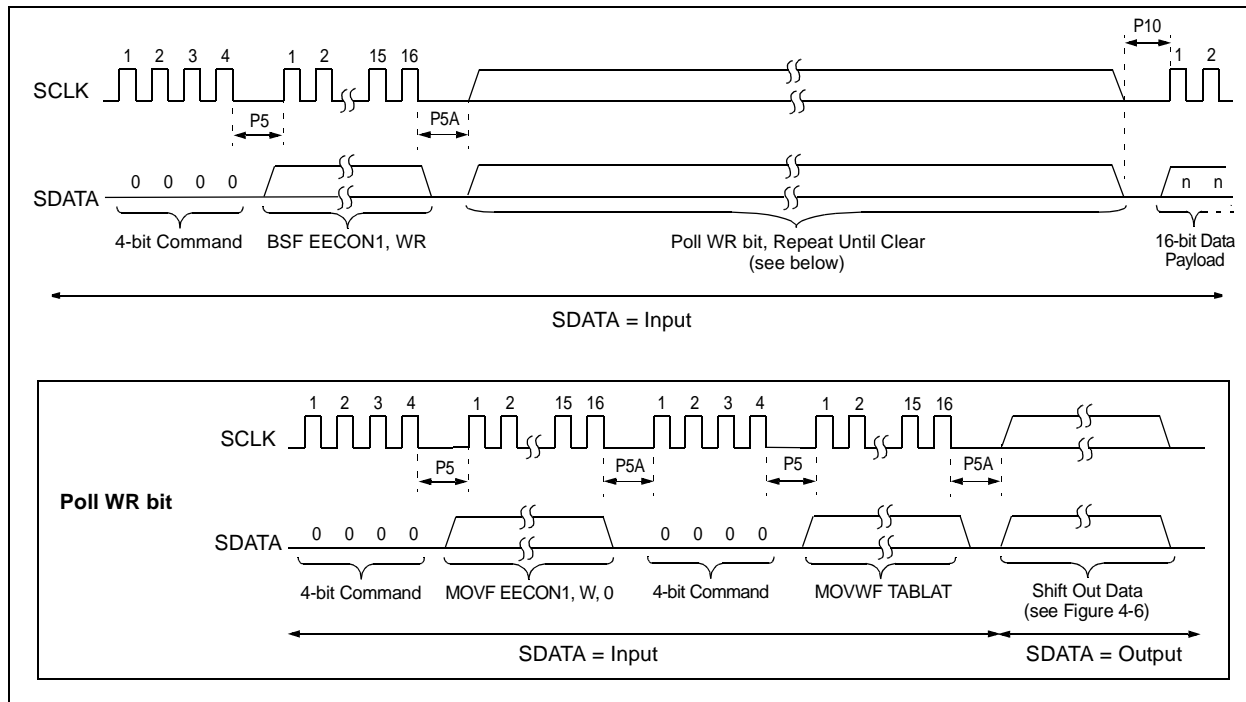 P10
1 2 3 4 1 2 15 16 1 2
SCLK
P5 P5A
0 0 0 0 n n
SDATA
4-bit Command BSF EECON1, WR Poll WR bit, Repeat Until Clear 16-bit Data
(see below) Payload
SDATA = Input
1 2 3 4 1 2 15 16 1 2 3 4 1 2 15 16
SCLK
P5 P5A P5 P5A
Poll WR bit
0 0 0 0 0 0 0 0
SDATA
4-bit Command MOVF EECON1, W, 0 4-bit Command MOVWF TABLAT Shift Out Data
(see Figure 4-6)
SDATA = Input SDATA = Output